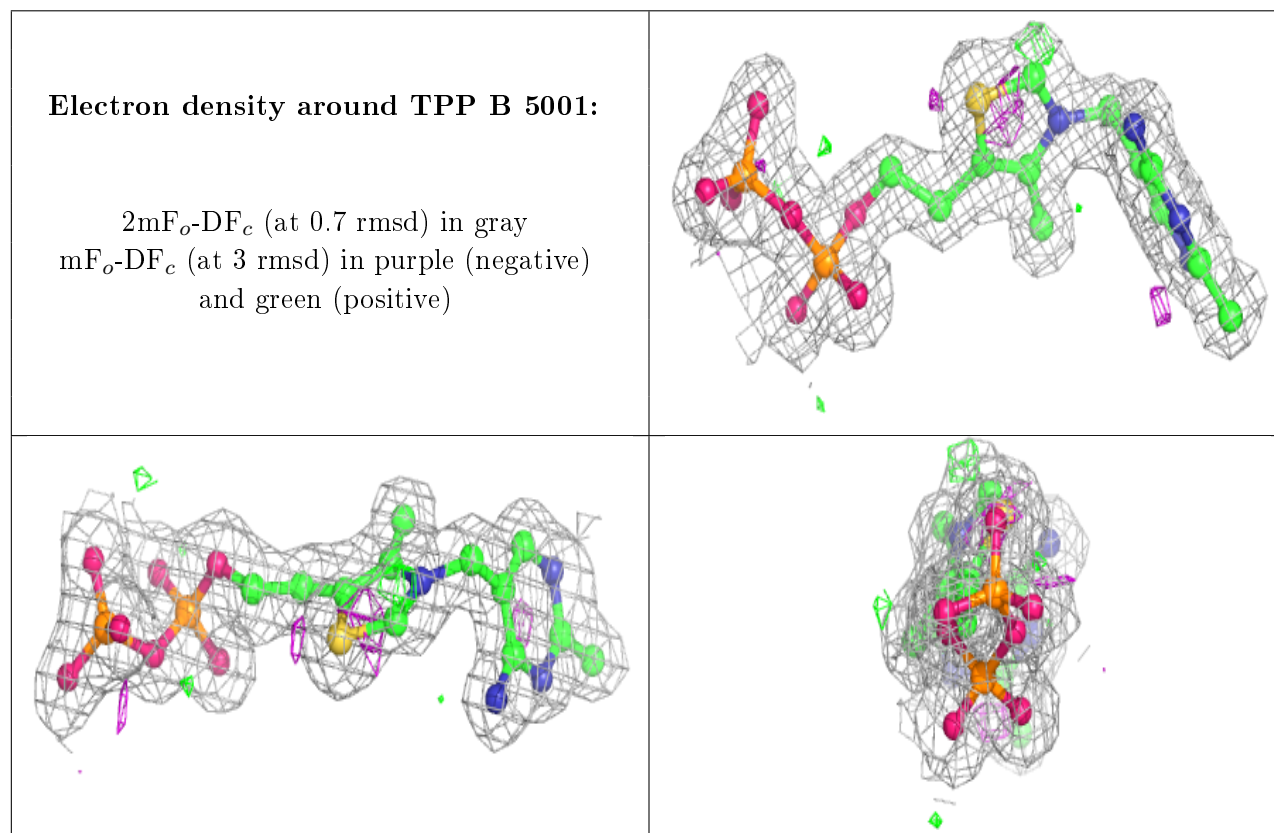 Electron density around TPP B 5001:
2mFo-DFc (at 0.7 rmsd) in gray
mFo-DFc (at 3 rmsd) in purple (negative)
and green (positive)